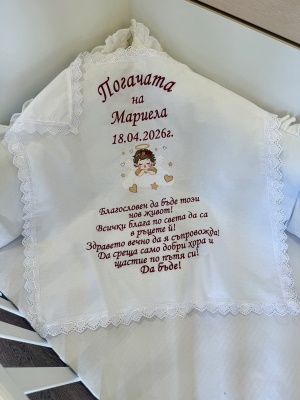 Погачата
на
Мариела
18.04.2026г.
Благословен да бъде този
нов живот!
Всички блага по света да са
в ръцете й!
Здравето вечно да я съпровожда!
Да среща само добри хора и
щастие по пътя си!
Да бъде!